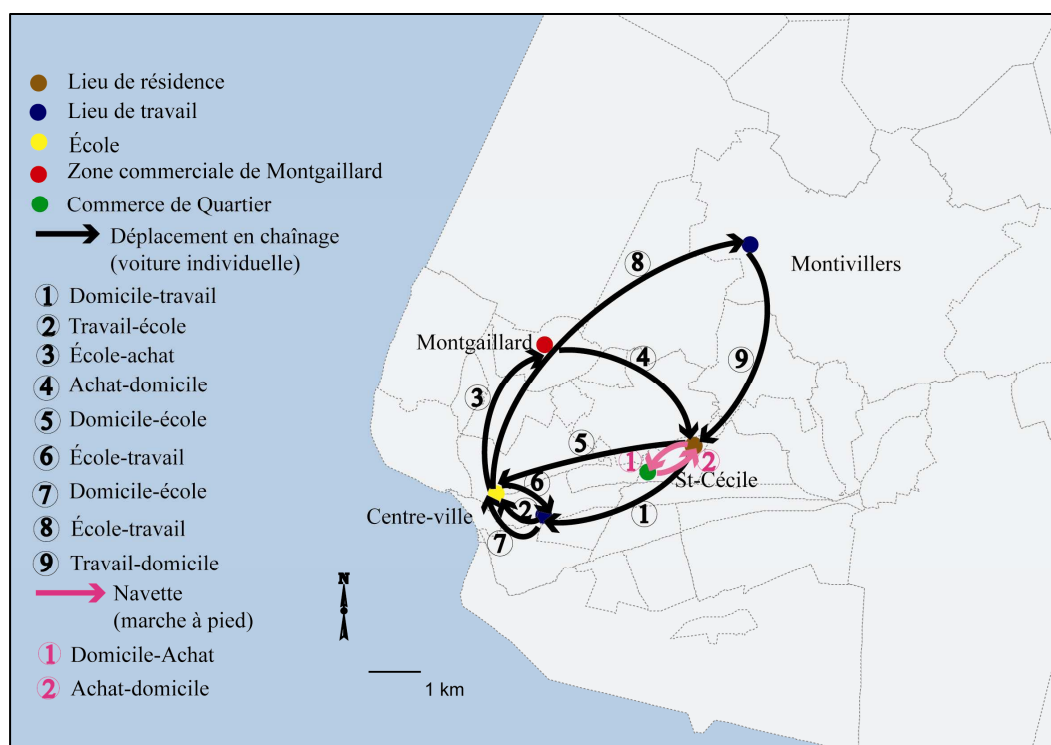 Lieu de résidence
Lieu de travail
École
Zone commerciale de Montgaillard
Commerce de Quartier
Déplacement en chaînage
(voiture individuelle)
1 Domicile-travail
2 Travail-école
3 École-achat
4 Achat-domicile
5 Domicile-école
6 École-travail
7 Domicile-école
8 École-travail
9 Travail-domicile
Navette
(marche à pied)
1 Domicile-Achat
2 Achat-domicile
N
1 km
8
Montivillers
Montgaillard
4
9
3
5
1
2
St-Cécile
6
Centre-ville
2
1
7